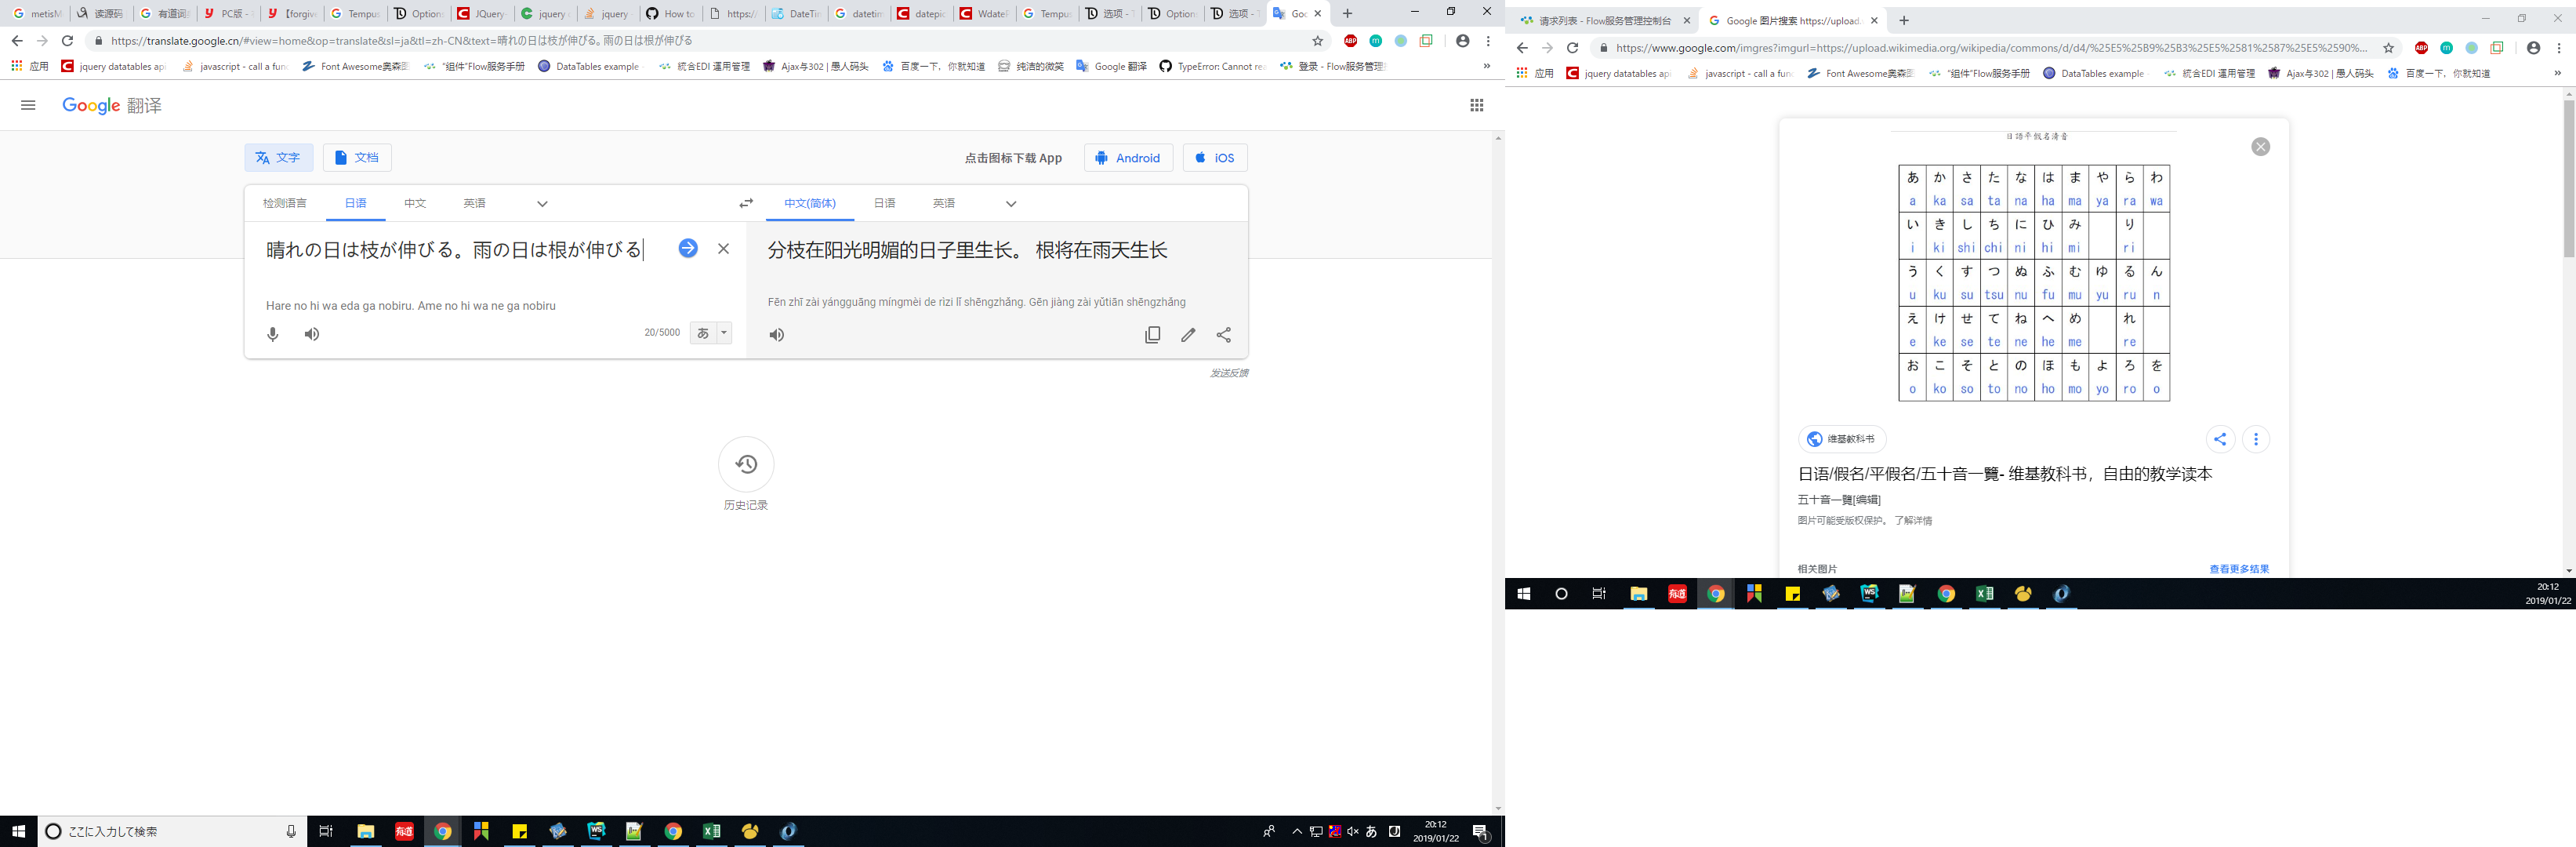 metisM
读源码
有道词
PC版 -
【forgiv
Tempus
Options
JQuery
jquery
jquery
How to
https:/
DateTim
datetim
datepic
WdateP
Tempus
选项 - T
Option
选项 - T
Goo
https://translate.google.cn/#view=home&op=translate&sl=ja&tl=zh-CN&text=晴れの日は枝が伸びる。雨の日は根が伸びる
应用
jquery datatables ap
javascript - call a func
Font Awesome奥森图
"组件"Flow服务手册
DataTables example
統合EDI 運用管理
Ajax与302 | 愚人码头
百度一下，你就知道
纯洁的微笑
Google 翻译
TypeError: Cannot re
登录 - Flow服务管理
»
Google 翻译
文字
文档
点击图标下载 App
Android
iOS
检测语言
日语
中文
英语
中文(简体)
日语
英语
晴れの日は枝が伸びる。雨の日は根が伸びる
分枝在阳光明媚的日子里生长。 根将在雨天生长
Hare no hi wa eda ga nobiru. Ame no hi wa ne ga nobiru
Fēn zhī zài yángguāng míngmèi de rìzi lǐ shēngzhǎng. Gēn jiàng zài yǔtiān shēngzhǎng
20/5000
あ
发送反馈
历史记录
ここに入力して検索
あ
20:12
2019/01/22
1
请求列表 - Flow服务管理控制台
Google 图片搜索 https://upload.
https://www.google.com/imgres?imgurl=https://upload.wikimedia.org/wikipedia/commons/d/d4/%25E5%25B9%25B3%25E5%2581%2587%25E5%2590%...
应用
jquery datatables ap
javascript - call a func
Font Awesome奥森图
"组件"Flow服务手册
DataTables example
統合EDI 運用管理
Ajax与302 | 愚人码头
百度一下，你就知道
»
日语平假名清音
あ か さ た な は ま や ら わ
a ka sa ta na ha ma ya ra wa
い き し ち に ひ み り
i ki shi chi ni hi mi ri
う く す つ ぬ ふ む ゆ る ん
u ku su tsu nu fu mu yu ru n
え け せ て ね へ め れ
e ke se te ne he me re
お こ そ と の ほ も よ ろ を
o ko so to no ho mo yo ro o
维基教科书
日语/假名/平假名/五十音一覽- 维基教科书，自由的教学读本
五十音一覽[编辑]
图片可能受版权保护。 了解详情
相关图片
查看更多结果
20:12
2019/01/22